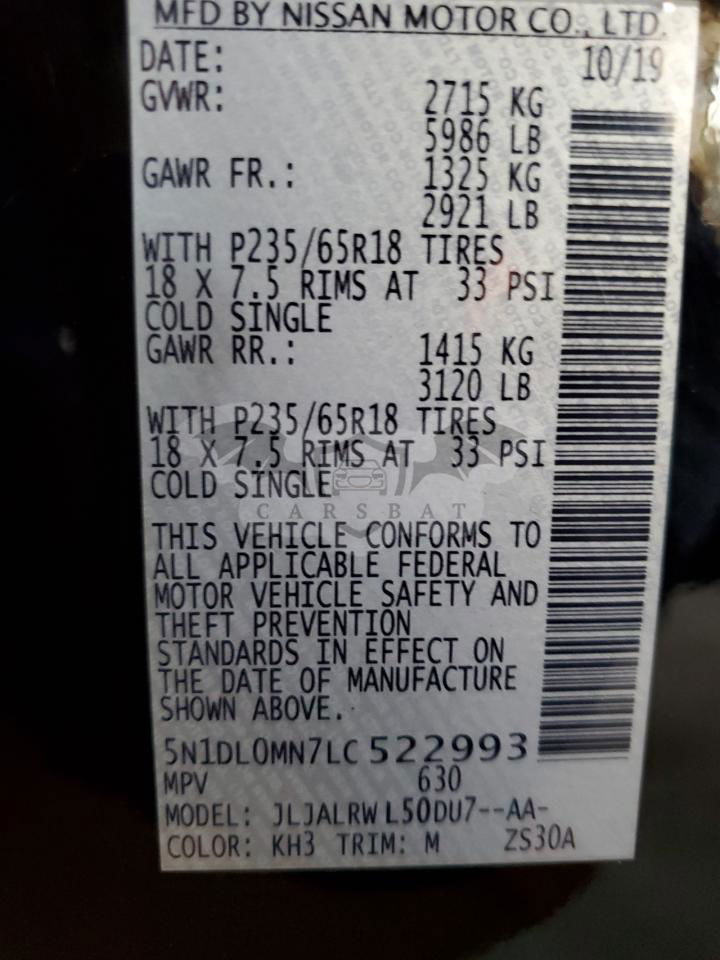 MFD BY NISSAN MOTOR CO., LTD.
DATE: 10/19
GVWR: 2715 KG
5986 LB
GAWR FR.: 1325 KG
2921 LB
WITH P235/65R18 TIRES
18 X 7.5 RIMS AT 33 PSI
COLD SINGLE
GAWR RR.: 1415 KG
3120 LB
WITH P235/65R18 TIRES
18 X 7.5 RIMS AT 33 PSI
COLD SINGLE
CARSBAT
THIS VEHICLE CONFORMS TO
ALL APPLICABLE FEDERAL
MOTOR VEHICLE SAFETY AND
THEFT PREVENTION
STANDARDS IN EFFECT ON
THE DATE OF MANUFACTURE
SHOWN ABOVE.
5N1DL0MN7LC522993
MPV 630
MODEL: JLJALRW L50DU7--AA-
COLOR: KH3 TRIM: M ZS30A